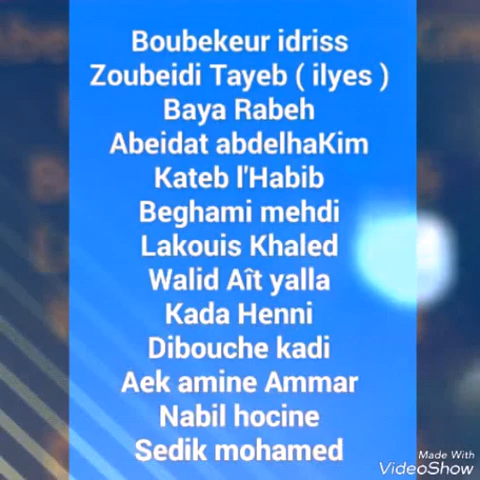 Boubekeur idriss
Zoubeidi Tayeb ( ilyes )
Baya Rabeh
Abeidat abdelhaKim
Kateb l'Habib
Beghami mehdi
Lakouis Khaled
Walid Aît yalla
Kada Henni
Dibouche kadi
Aek amine Ammar
Nabil hocine
Sedik mohamed
Made With
VideoShow